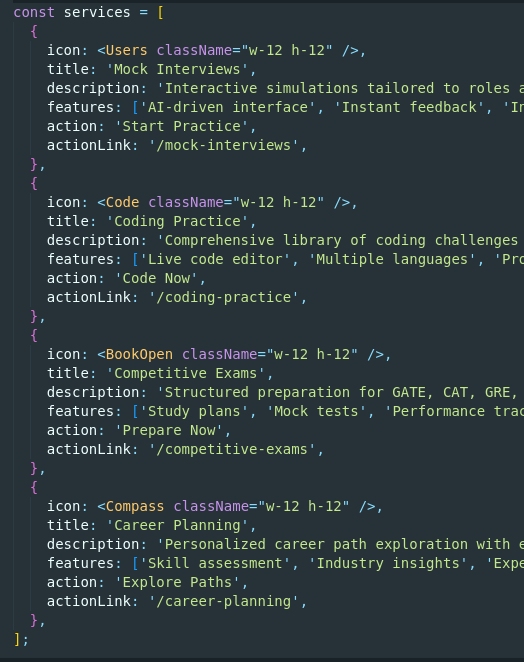 const services = [
{
icon: <Users className="w-12 h-12" />,
title: 'Mock Interviews',
description: 'Interactive simulations tailored to roles
features: ['AI-driven interface', 'Instant feedback',
action: 'Start Practice',
actionLink: '/mock-interviews',
},
{
icon: <Code className="w-12 h-12" />,
title: 'Coding Practice',
description: 'Comprehensive library of coding challenges
features: ['Live code editor', 'Multiple languages',
action: 'Code Now',
actionLink: '/coding-practice',
},
{
icon: <BookOpen className="w-12 h-12" />,
title: 'Competitive Exams',
description: 'Structured preparation for GATE, CAT, GRE,
features: ['Study plans', 'Mock tests', 'Performance
action: 'Prepare Now',
actionLink: '/competitive-exams',
},
{
icon: <Compass className="w-12 h-12" />,
title: 'Career Planning',
description: 'Personalized career path exploration with
features: ['Skill assessment', 'Industry insights',
action: 'Explore Paths',
actionLink: '/career-planning',
},
];